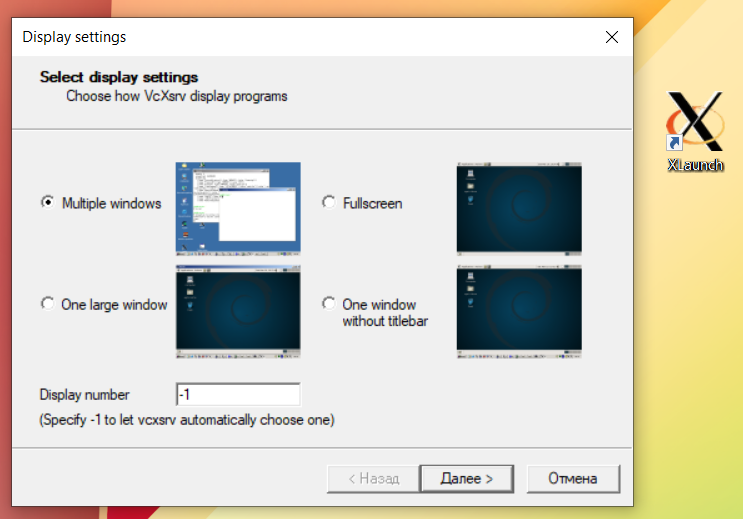 Display settings
Select display settings
Choose how VcXsrv display programs
Multiple windows
Fullscreen
One large window
One window
without titlebar
Display number
-1
(Specify -1 to let vcxsrv automatically choose one)
< Назад
Далее >
Отмена
XLaunch